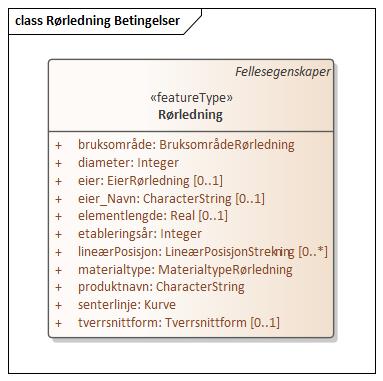 class Rørledning Betingelser
Fellesegenskaper
«featureType»
Rørledning
+ bruksområde: BruksområdeRørledning
+ diameter: Integer
+ eier: EierRørledning [0..1]
+ eier_Navn: CharacterString [0..1]
+ elementlengde: Real [0..1]
+ etableringsår: Integer
+ lineærPosisjon: LineærPosisjonStrekning [0..*]
+ materialtype: MaterialtypeRørledning
+ produktnavn: CharacterString
+ senterlinje: Kurve
+ tverrsnittform: Tverrsnittform [0..1]